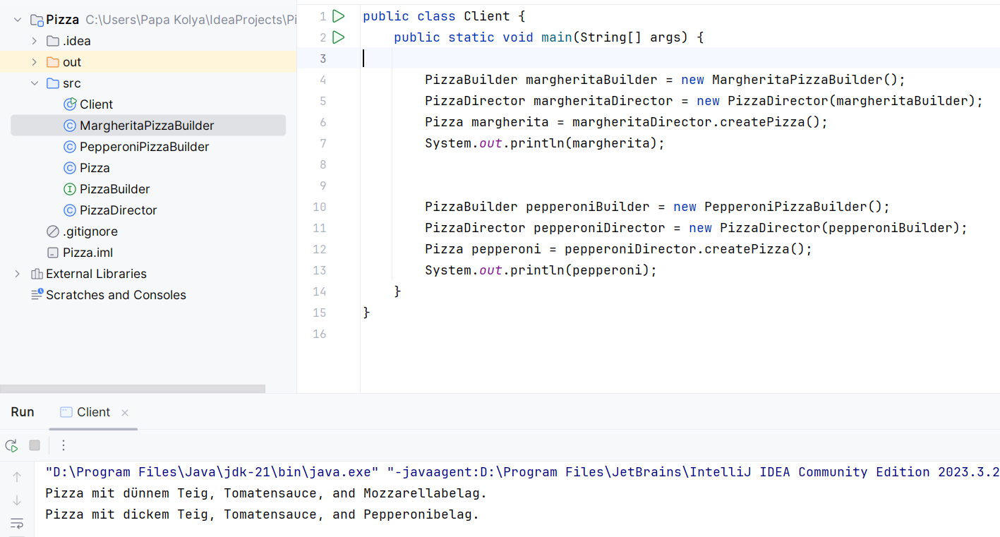 Pizza C:\Users\Papa Kolya\IdeaProjects\Pi
.idea
out
src
Client
MargheritaPizzaBuilder
PepperoniPizzaBuilder
Pizza
PizzaBuilder
PizzaDirector
.gitignore
Pizza.iml
External Libraries
Scratches and Consoles
1 public class Client {
2     public static void main(String[] args) {
3
4         PizzaBuilder margheritaBuilder = new MargheritaPizzaBuilder();
5         PizzaDirector margheritaDirector = new PizzaDirector(margheritaBuilder);
6         Pizza margherita = margheritaDirector.createPizza();
7         System.out.println(margherita);
8
9
10         PizzaBuilder pepperoniBuilder = new PepperoniPizzaBuilder();
11         PizzaDirector pepperoniDirector = new PizzaDirector(pepperoniBuilder);
12         Pizza pepperoni = pepperoniDirector.createPizza();
13         System.out.println(pepperoni);
14     }
15 }
16
Run Client
"D:\Program Files\Java\jdk-21\bin\java.exe" "-javaagent:D:\Program Files\JetBrains\IntelliJ IDEA Community Edition 2023.3.2
Pizza mit dünnem Teig, Tomatensauce, and Mozzarellabelag.
Pizza mit dickem Teig, Tomatensauce, and Pepperonibelag.